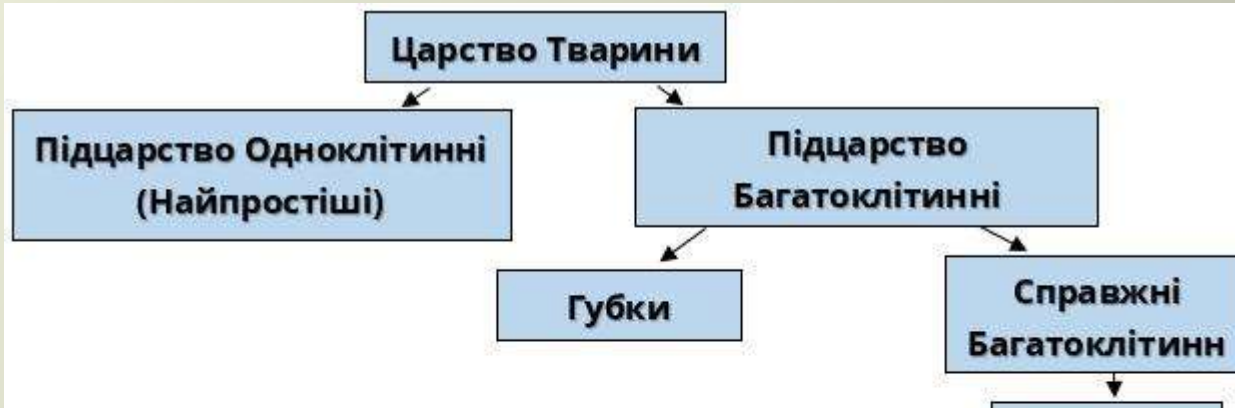 Царство Тварини
Підцарство Одноклітинні
(Найпростіші)
Підцарство
Багатоклітинні
Губки
Справжні
Багатоклітинн